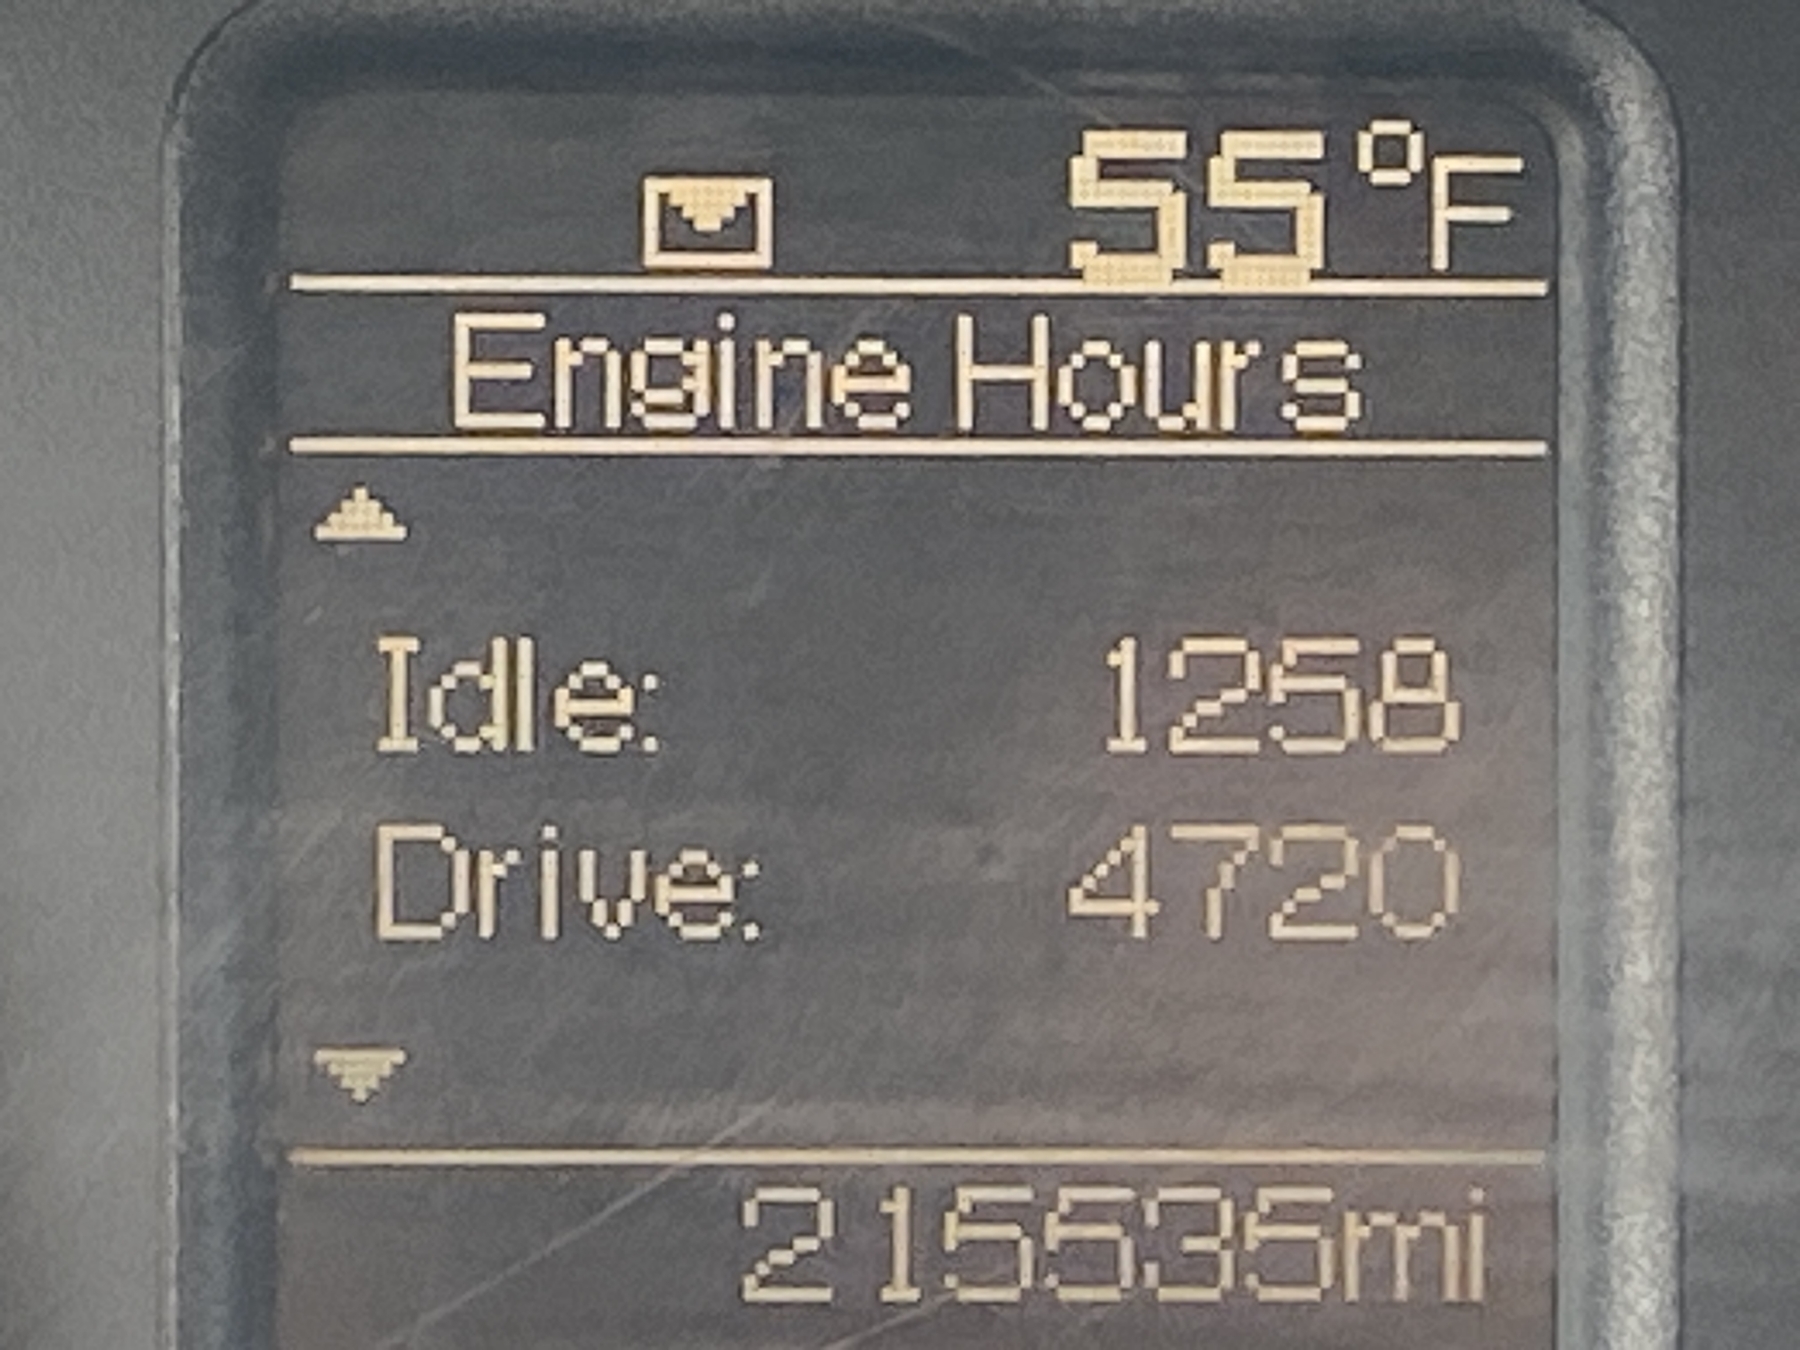 55°F
Engine Hours
Idle: 1258
Drive: 4720
215535mi